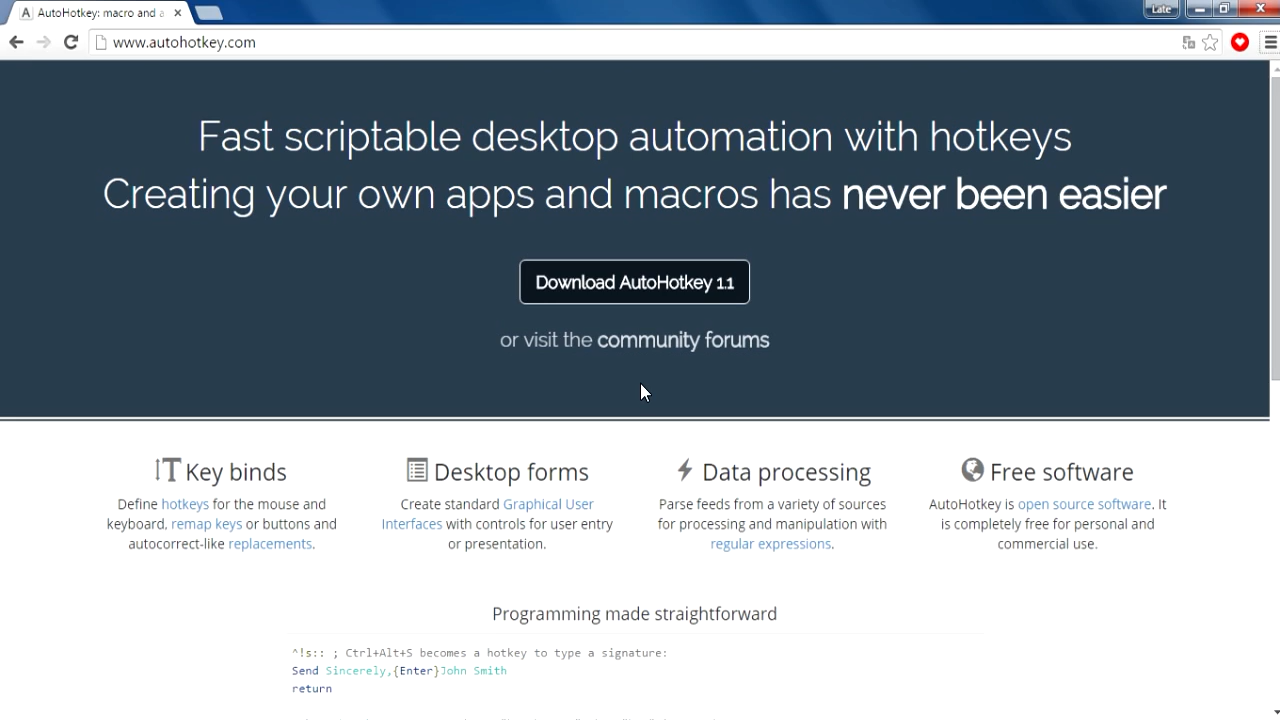 AutoHotkey: macro and a
Late
www.autohotkey.com
Fast scriptable desktop automation with hotkeys
Creating your own apps and macros has never been easier
Download AutoHotkey 1.1
or visit the community forums
Key binds
Define hotkeys for the mouse and
keyboard, remap keys or buttons and
autocorrect-like replacements.
Desktop forms
Create standard Graphical User
Interfaces with controls for user entry
or presentation.
Data processing
Parse feeds from a variety of sources
for processing and manipulation with
regular expressions.
Free software
AutoHotkey is open source software. It
is completely free for personal and
commercial use.
Programming made straightforward
^!s:: ; Ctrl+Alt+S becomes a hotkey to type a signature:
Send Sincerely,{Enter}John Smith
return